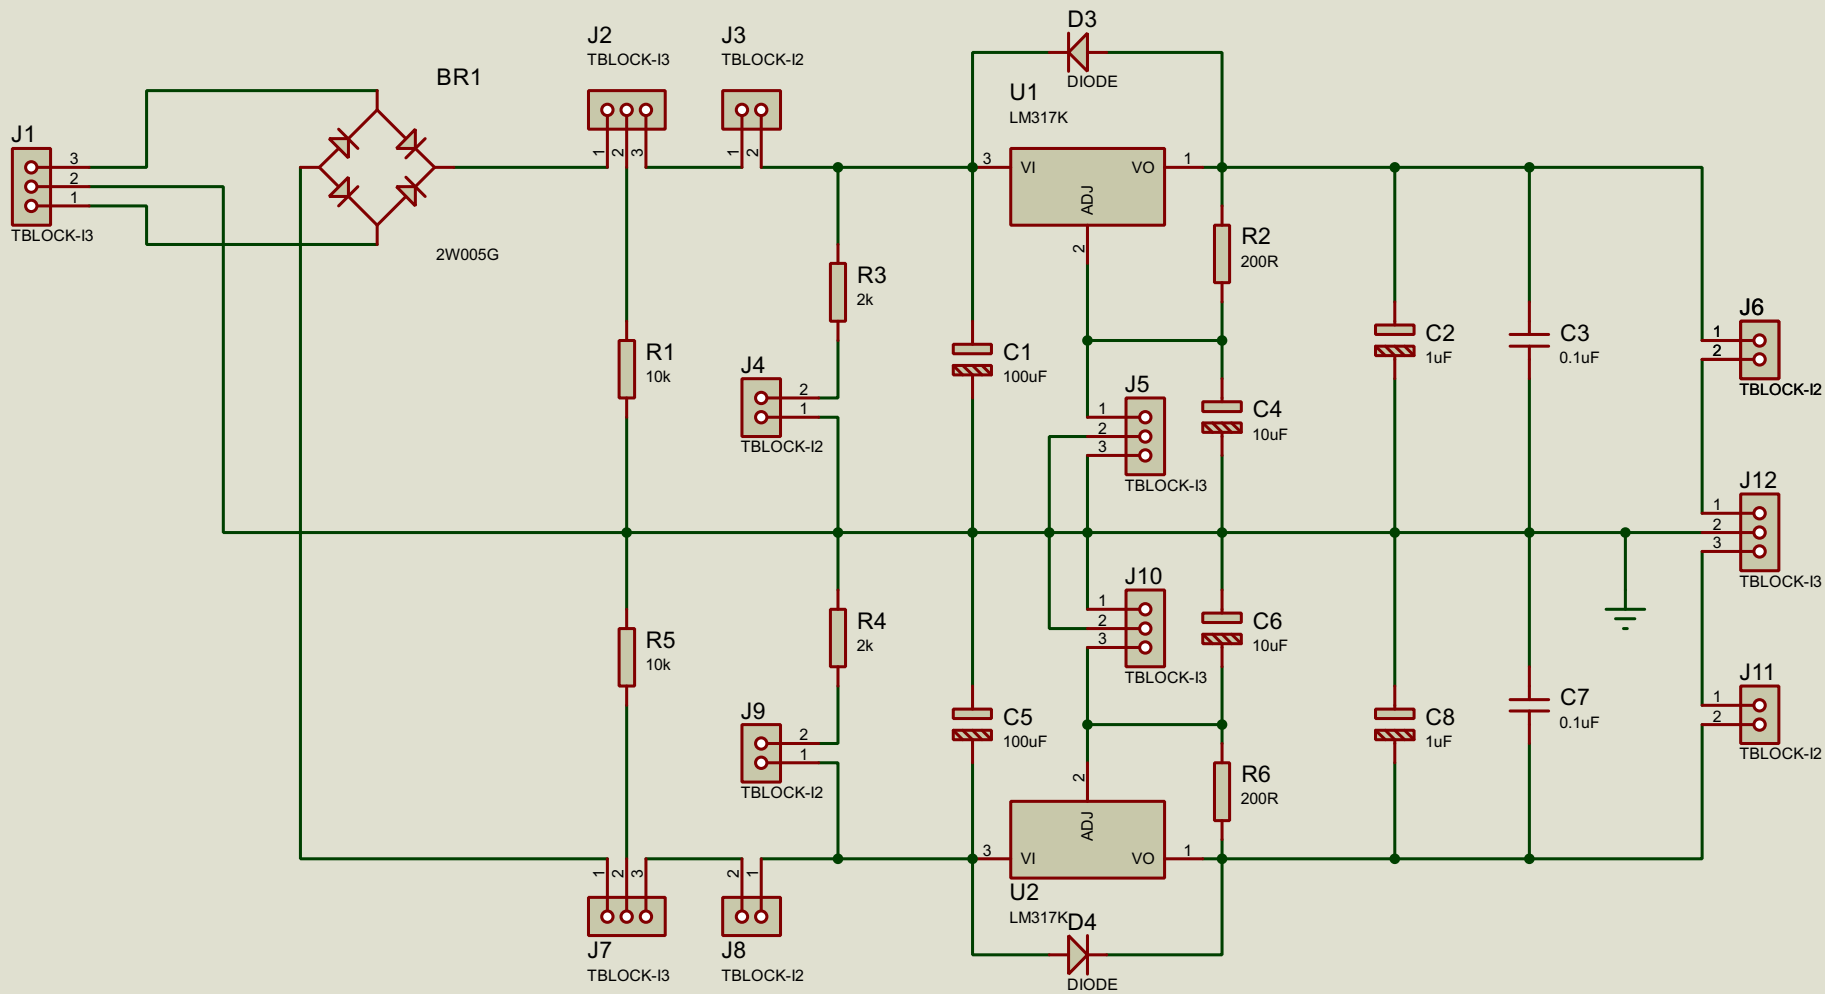 D3
DIODE
J2
TBLOCK-I3
J3
TBLOCK-I2
BR1
2W005G
J1
TBLOCK-I3
3
2
1
1
2
3
1
2
U1
LM317K
3
VI
VO
1
ADJ
2
R2
200R
R3
2k
R1
10k
J4
TBLOCK-I2
2
1
C1
100uF
J5
TBLOCK-I3
1
2
3
C4
10uF
C2
1uF
C3
0.1uF
J6
TBLOCK-I2
1
2
J12
TBLOCK-I3
1
2
3
J10
TBLOCK-I3
1
2
3
C6
10uF
R4
2k
R5
10k
J9
TBLOCK-I2
2
1
C5
100uF
C8
1uF
C7
0.1uF
J11
TBLOCK-I2
1
2
R6
200R
2
ADJ
3
VI
VO
1
U2
LM317K
D4
DIODE
1
2
3
J7
TBLOCK-I3
2
1
J8
TBLOCK-I2